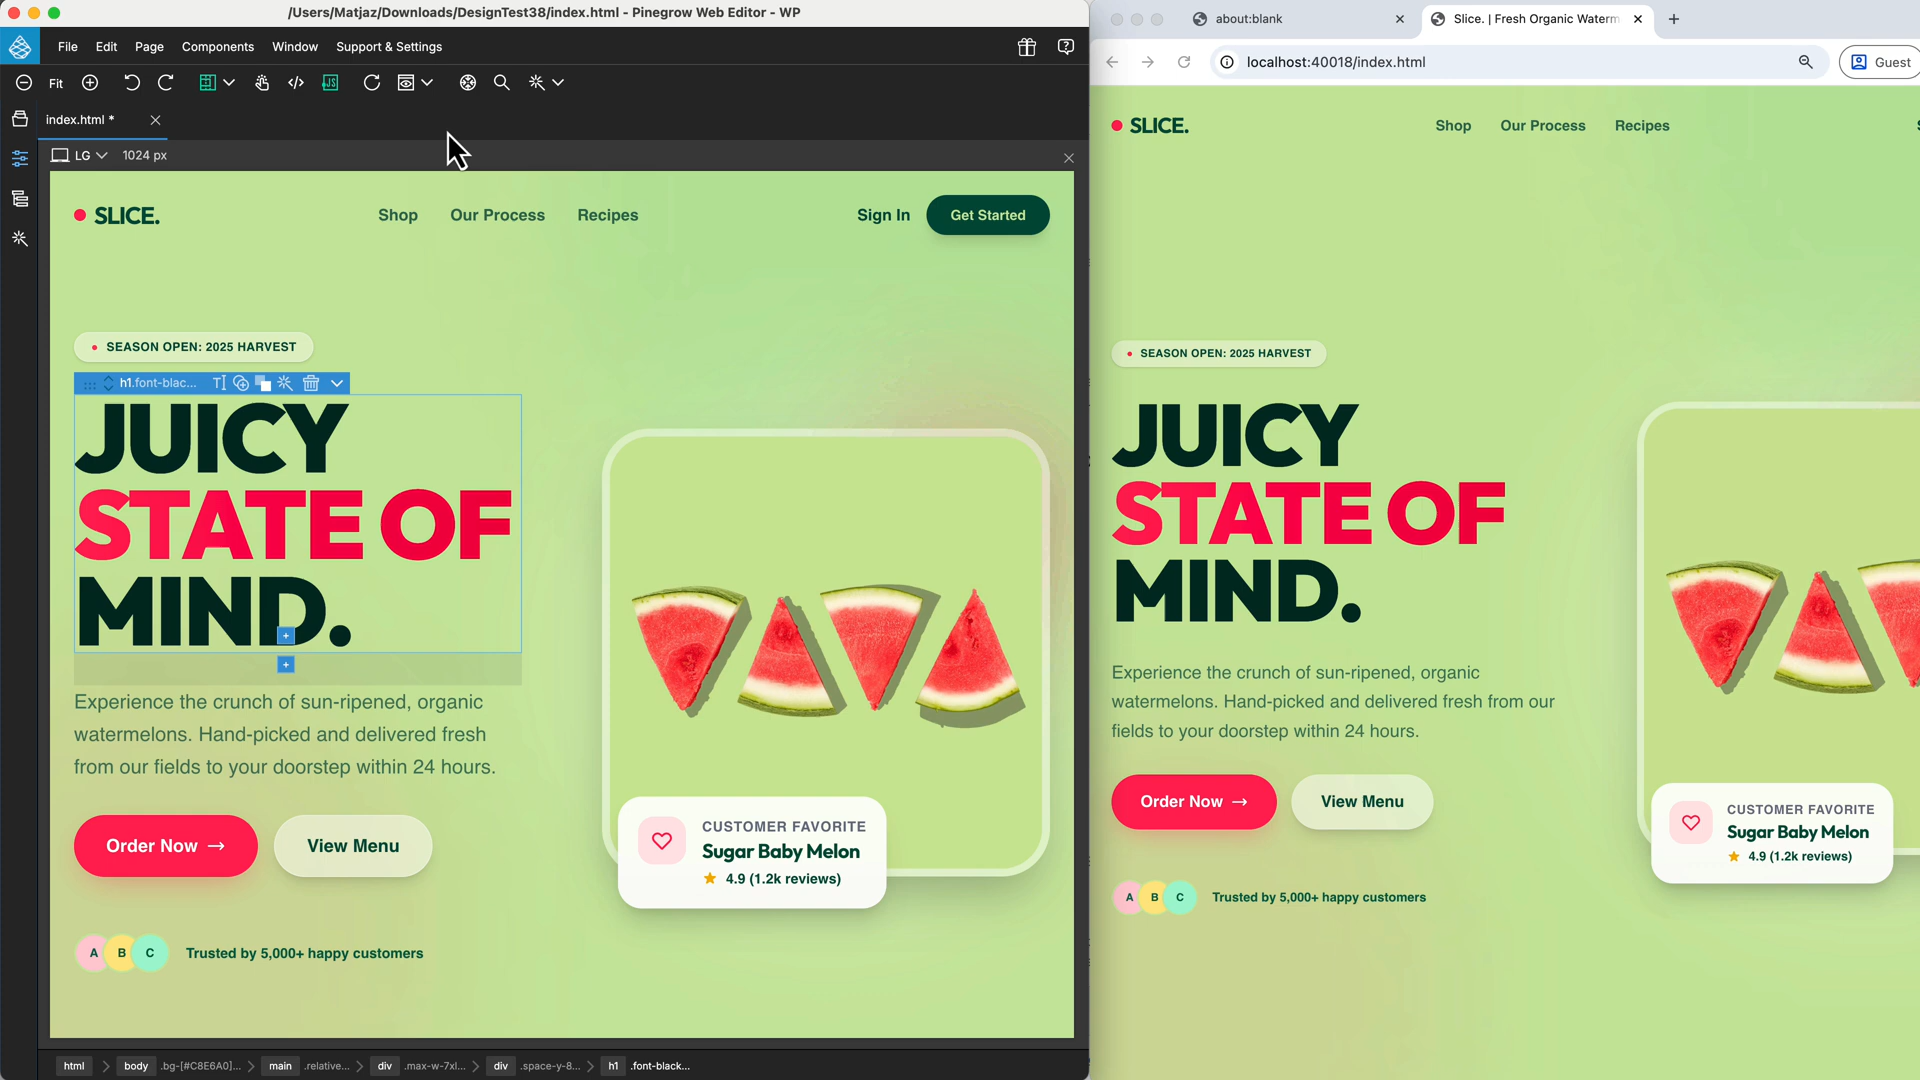 /Users/Matjaz/Downloads/DesignTest38/index.html - Pinegrow Web Editor - WP
File Edit Page Components Window Support & Settings
Fit
JS
index.html *
LG 1024 px
SLICE.
Shop Our Process Recipes
Sign In Get Started
SEASON OPEN: 2025 HARVEST
h1.font-blac...
JUICY
STATE OF
MIND.
Experience the crunch of sun-ripened, organic
watermelons. Hand-picked and delivered fresh
from our fields to your doorstep within 24 hours.
Order Now → View Menu
CUSTOMER FAVORITE
Sugar Baby Melon
4.9 (1.2k reviews)
A B C Trusted by 5,000+ happy customers
html body .bg-[#C8E6A0]... main .relative... div .max-w-7xl... div .space-y-8... h1 .font-black...
about:blank
Slice. | Fresh Organic Waterm
localhost:40018/index.html
Guest
SLICE.
Shop Our Process Recipes
SEASON OPEN: 2025 HARVEST
JUICY
STATE OF
MIND.
Experience the crunch of sun-ripened, organic
watermelons. Hand-picked and delivered fresh from our
fields to your doorstep within 24 hours.
Order Now → View Menu
CUSTOMER FAVORITE
Sugar Baby Melon
4.9 (1.2k reviews)
A B C Trusted by 5,000+ happy customers